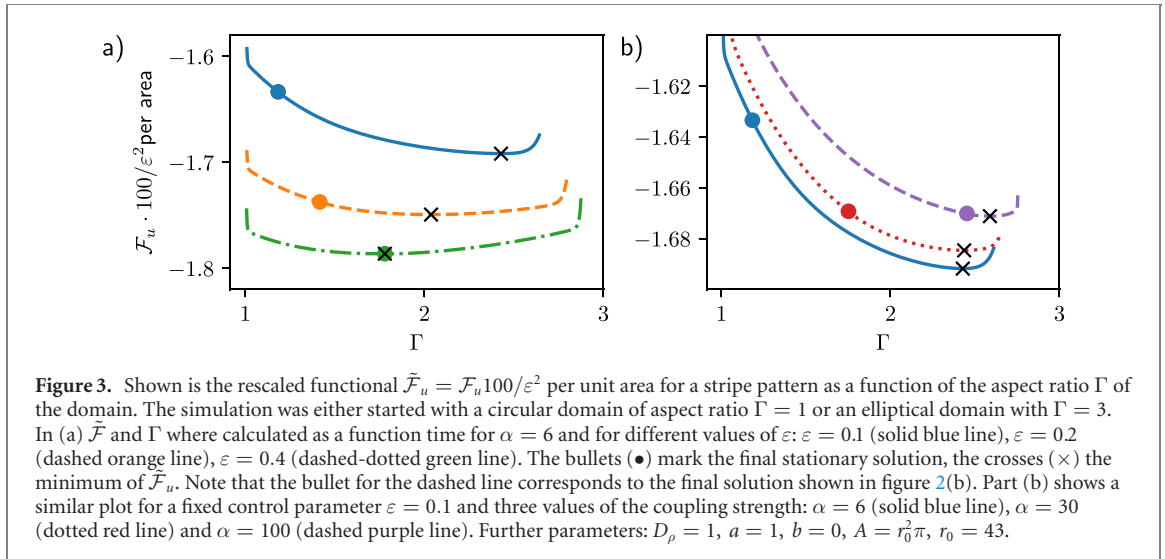 a)
b)
−1.6
−1.7
−1.8
ℱᵤ · 100/ε² per area
1
2
3
Γ
−1.62
−1.64
−1.66
−1.68
1
2
3
Γ
Figure 3. Shown is the rescaled functional ℱ̃ᵤ = ℱᵤ100/ε² per unit area for a stripe pattern as a function of the aspect ratio Γ of
the domain. The simulation was either started with a circular domain of aspect ratio Γ = 1 or an elliptical domain with Γ = 3.
In (a) ℱ̃ and Γ where calculated as a function time for α = 6 and for different values of ε: ε = 0.1 (solid blue line), ε = 0.2
(dashed orange line), ε = 0.4 (dashed-dotted green line). The bullets (•) mark the final stationary solution, the crosses (×) the
minimum of ℱ̃ᵤ. Note that the bullet for the dashed line corresponds to the final solution shown in figure 2(b). Part (b) shows a
similar plot for a fixed control parameter ε = 0.1 and three values of the coupling strength: α = 6 (solid blue line), α = 30
(dotted red line) and α = 100 (dashed purple line). Further parameters: Dᵨ = 1, a = 1, b = 0, A = r₀²π, r₀ = 43.